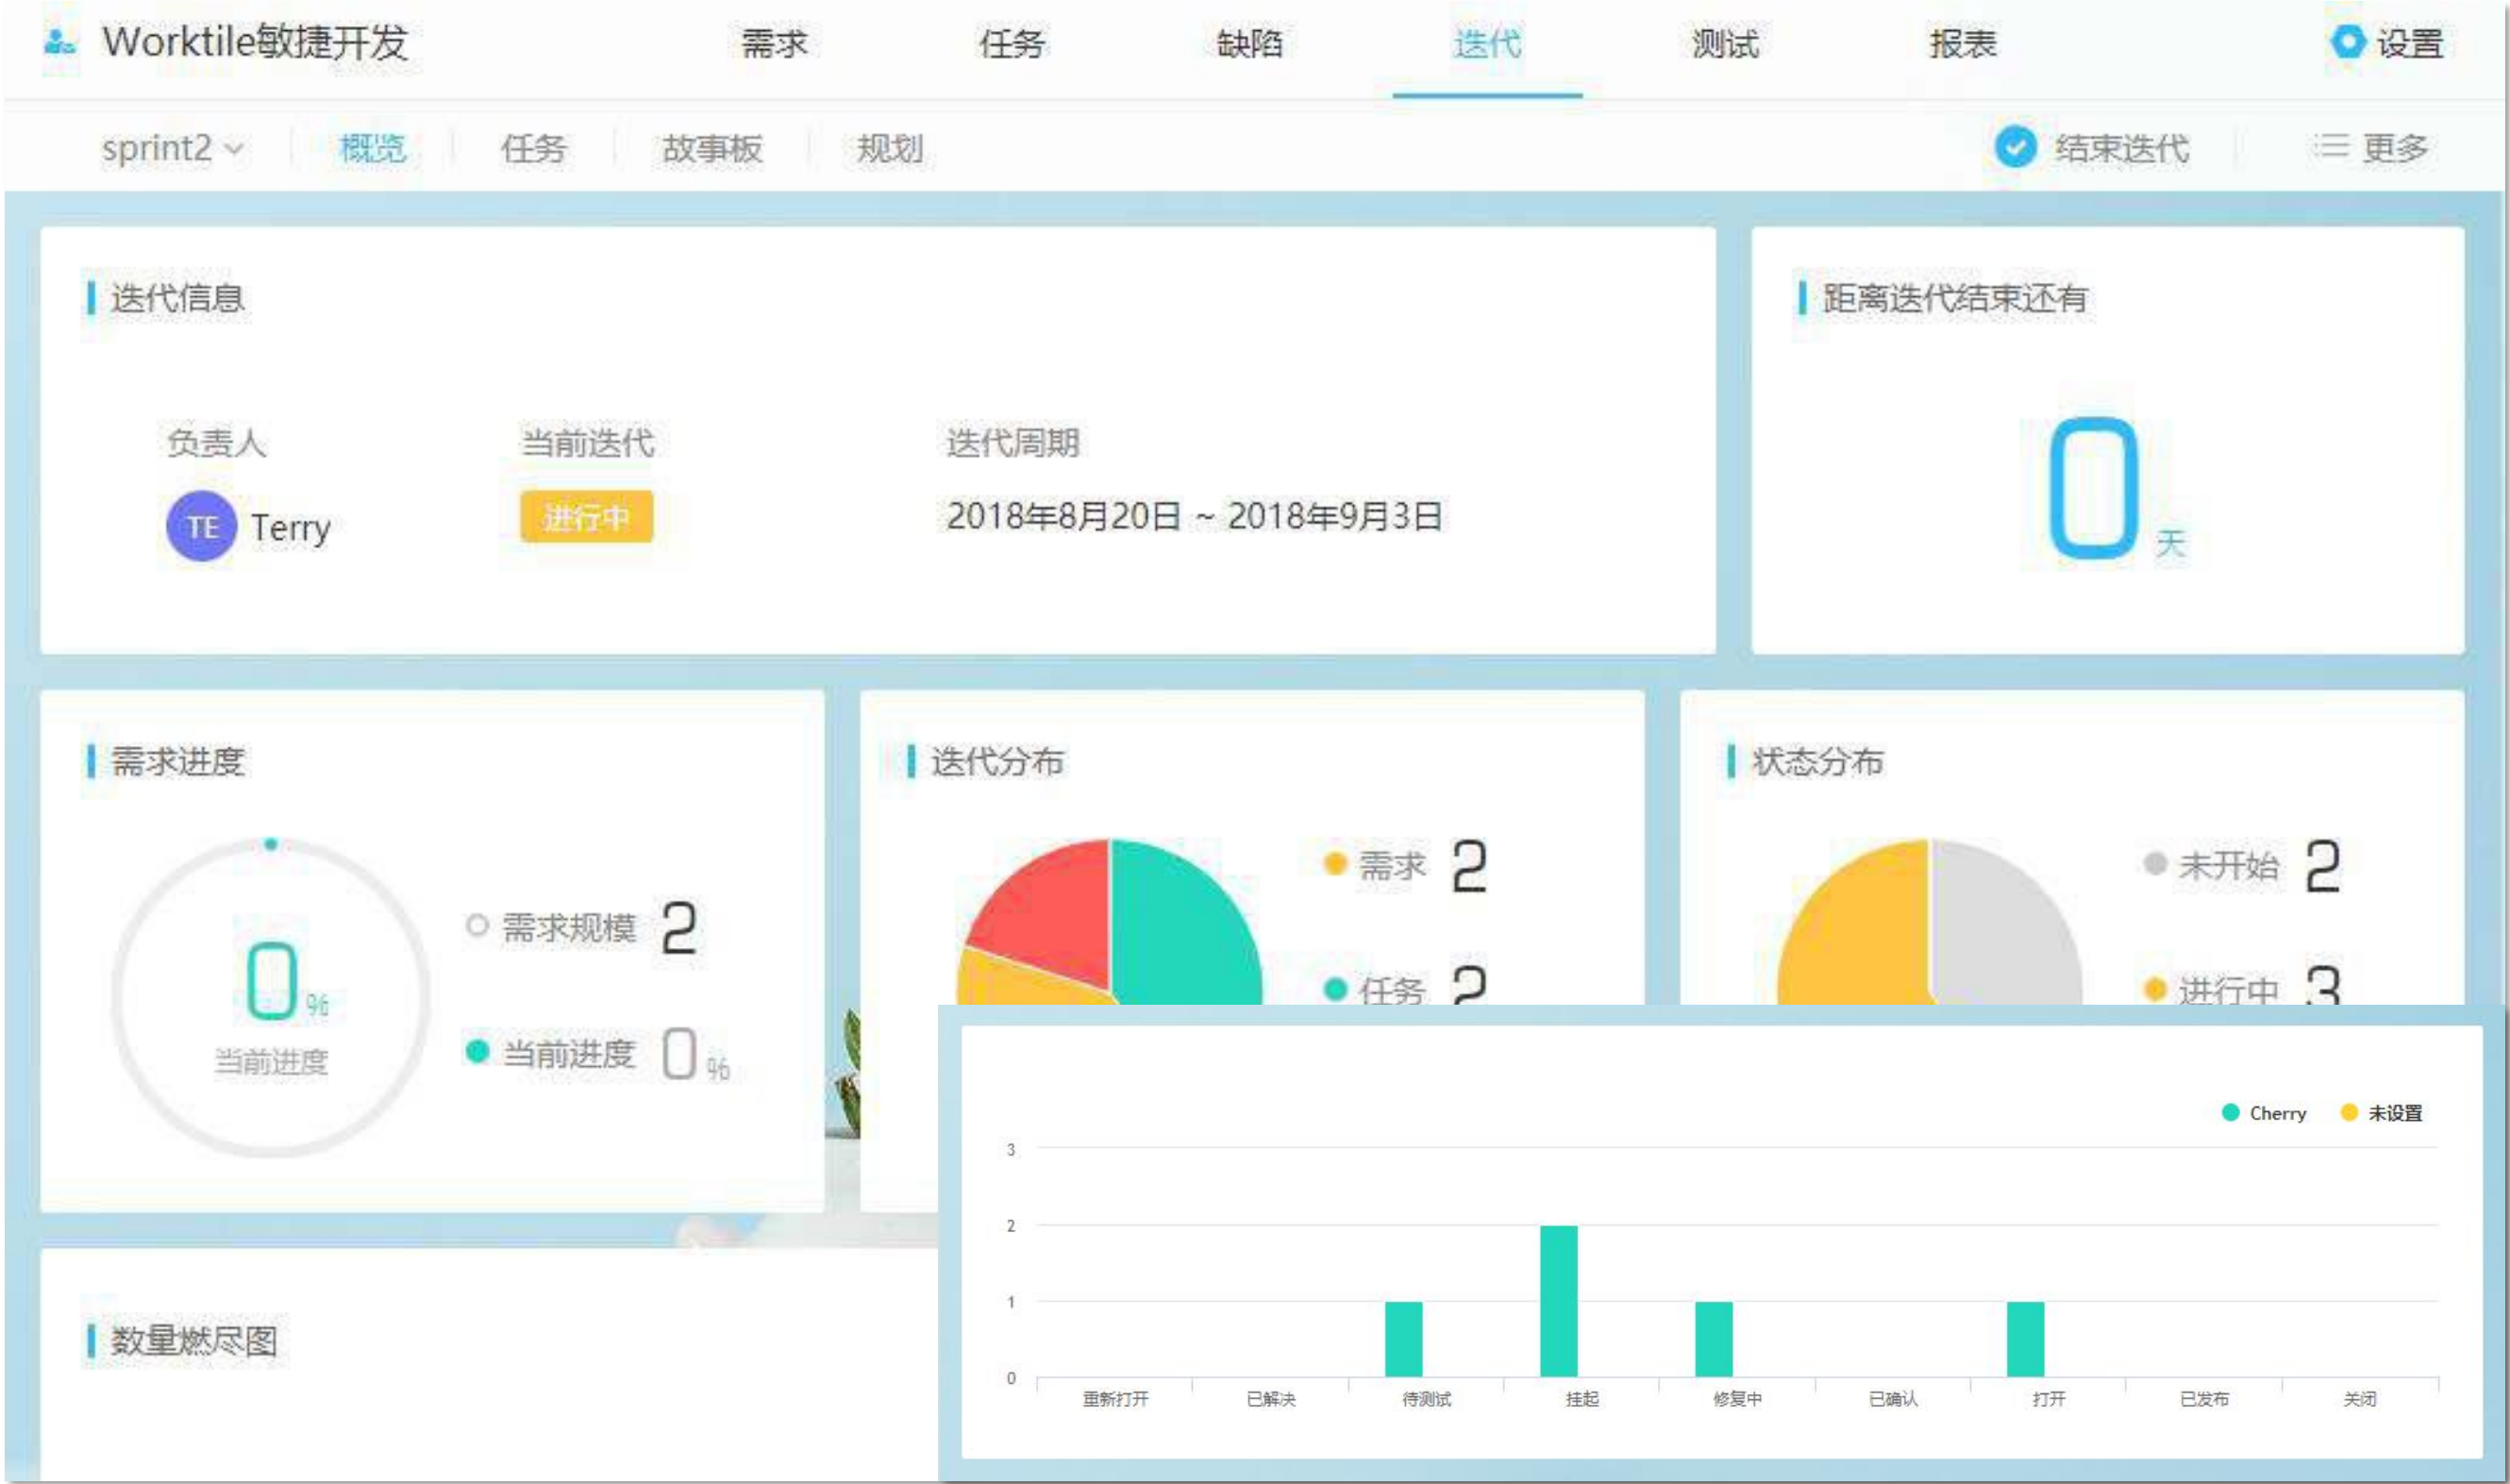 Worktile敏捷开发 需求 任务 缺陷 迭代 测试 报表 设置
sprint2 概览 任务 故事板 规划 结束迭代 更多
迭代信息
负责人 当前迭代 迭代周期
TE Terry 进行中 2018年8月20日 ~ 2018年9月3日
距离迭代结束还有
0 天
需求进度
0 %
当前进度
需求规模 2
当前进度 0 %
迭代分布
需求 2
任务 2
状态分布
未开始 2
进行中 3
数量燃尽图
Cherry 未设置
3
2
1
0
重新打开 已解决 待测试 挂起 修复中 已确认 打开 已发布 关闭